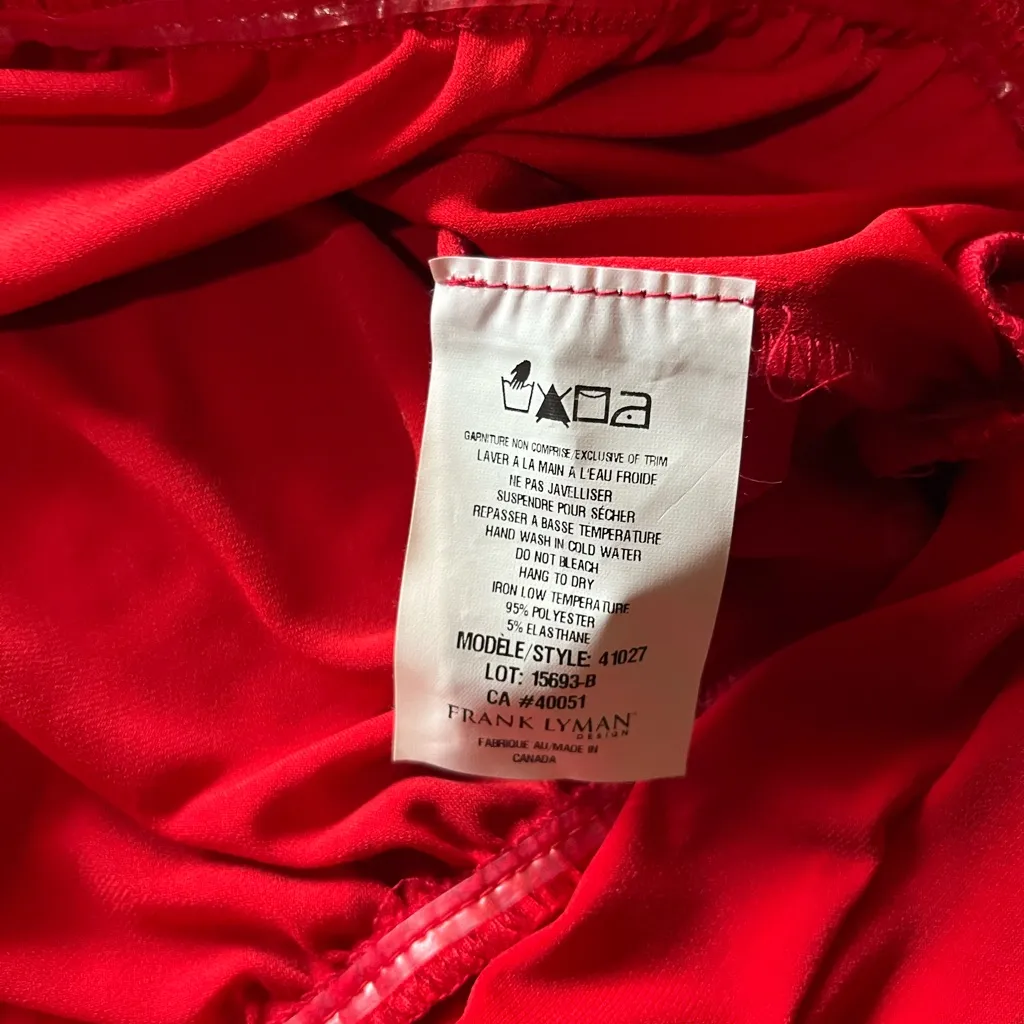 GARNITURE NON COMPRISE/EXCLUSIVE OF TRIM
LAVER A LA MAIN A L'EAU FROIDE
NE PAS JAVELLISER
SUSPENDRE POUR SÉCHER
REPASSER A BASSE TEMPERATURE
HAND WASH IN COLD WATER
DO NOT BLEACH
HANG TO DRY
IRON LOW TEMPERATURE
95% POLYESTER
5% ELASTHANE
MODÈLE/STYLE: 41027
LOT: 15693-B
CA #40051
FRANK LYMAN
DESIGN
FABRIQUE AU/MADE IN
CANADA